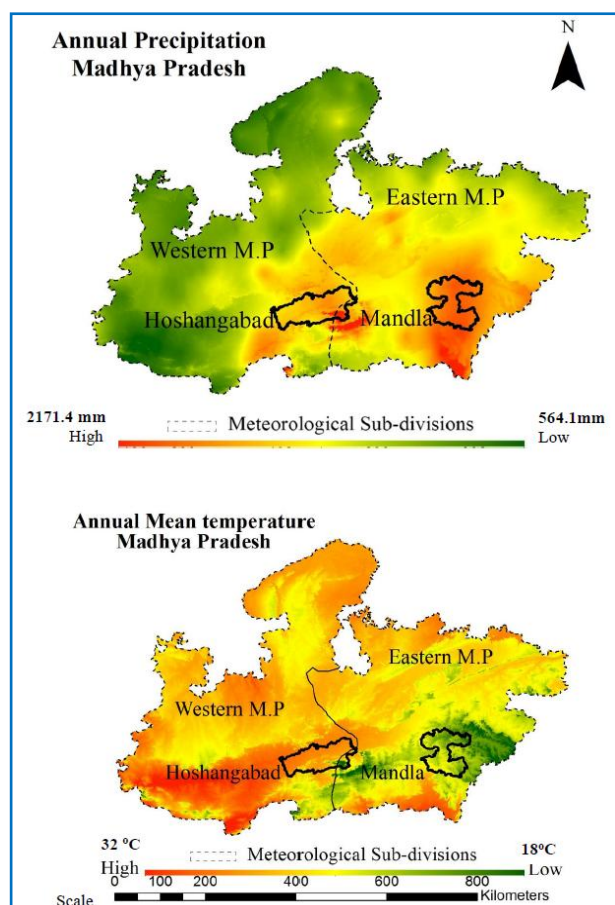 Annual Precipitation
Madhya Pradesh
N
Eastern M.P
Western M.P
Hoshangabad
Mandla
2171.4 mm
564.1mm
Meteorological Sub-divisions
High
Low
Annual Mean temperature
Madhya Pradesh
Eastern M.P
Western M.P
Hoshangabad
Mandla
32 ºC
18ºC
Meteorological Sub-divisions
High
Low
0 100 200 400 600 800
Kilometers
Scale